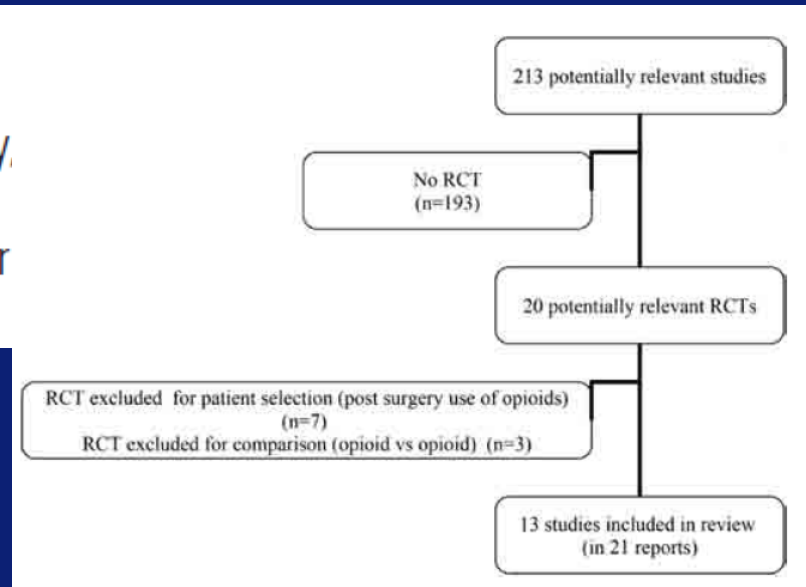 213 potentially relevant studies
y.
No RCT
(n=193)
r
20 potentially relevant RCTs
RCT excluded for patient selection (post surgery use of opioids)
(n=7)
RCT excluded for comparison (opioid vs opioid) (n=3)
13 studies included in review
(in 21 reports)